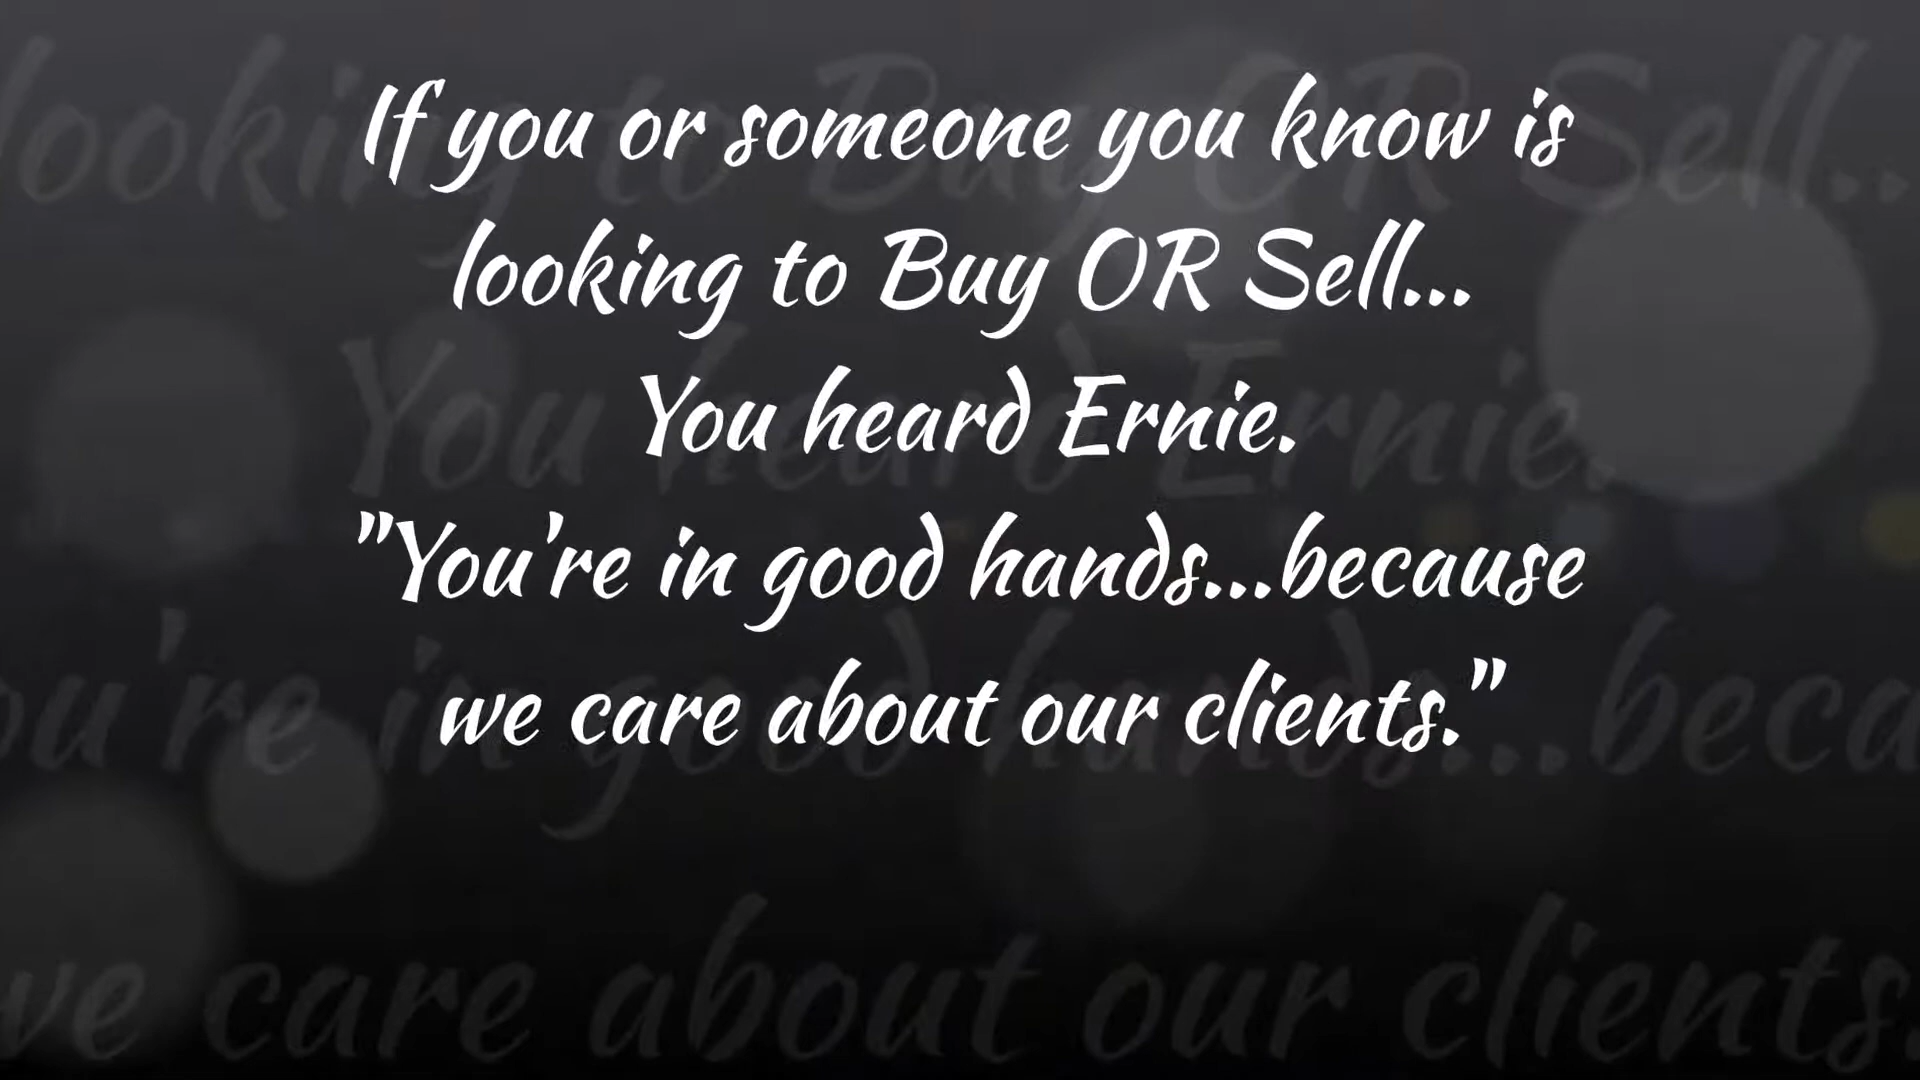 If you or someone you know is
looking to Buy OR Sell...
You heard Ernie.
"You're in good hands...because
we care about our clients."